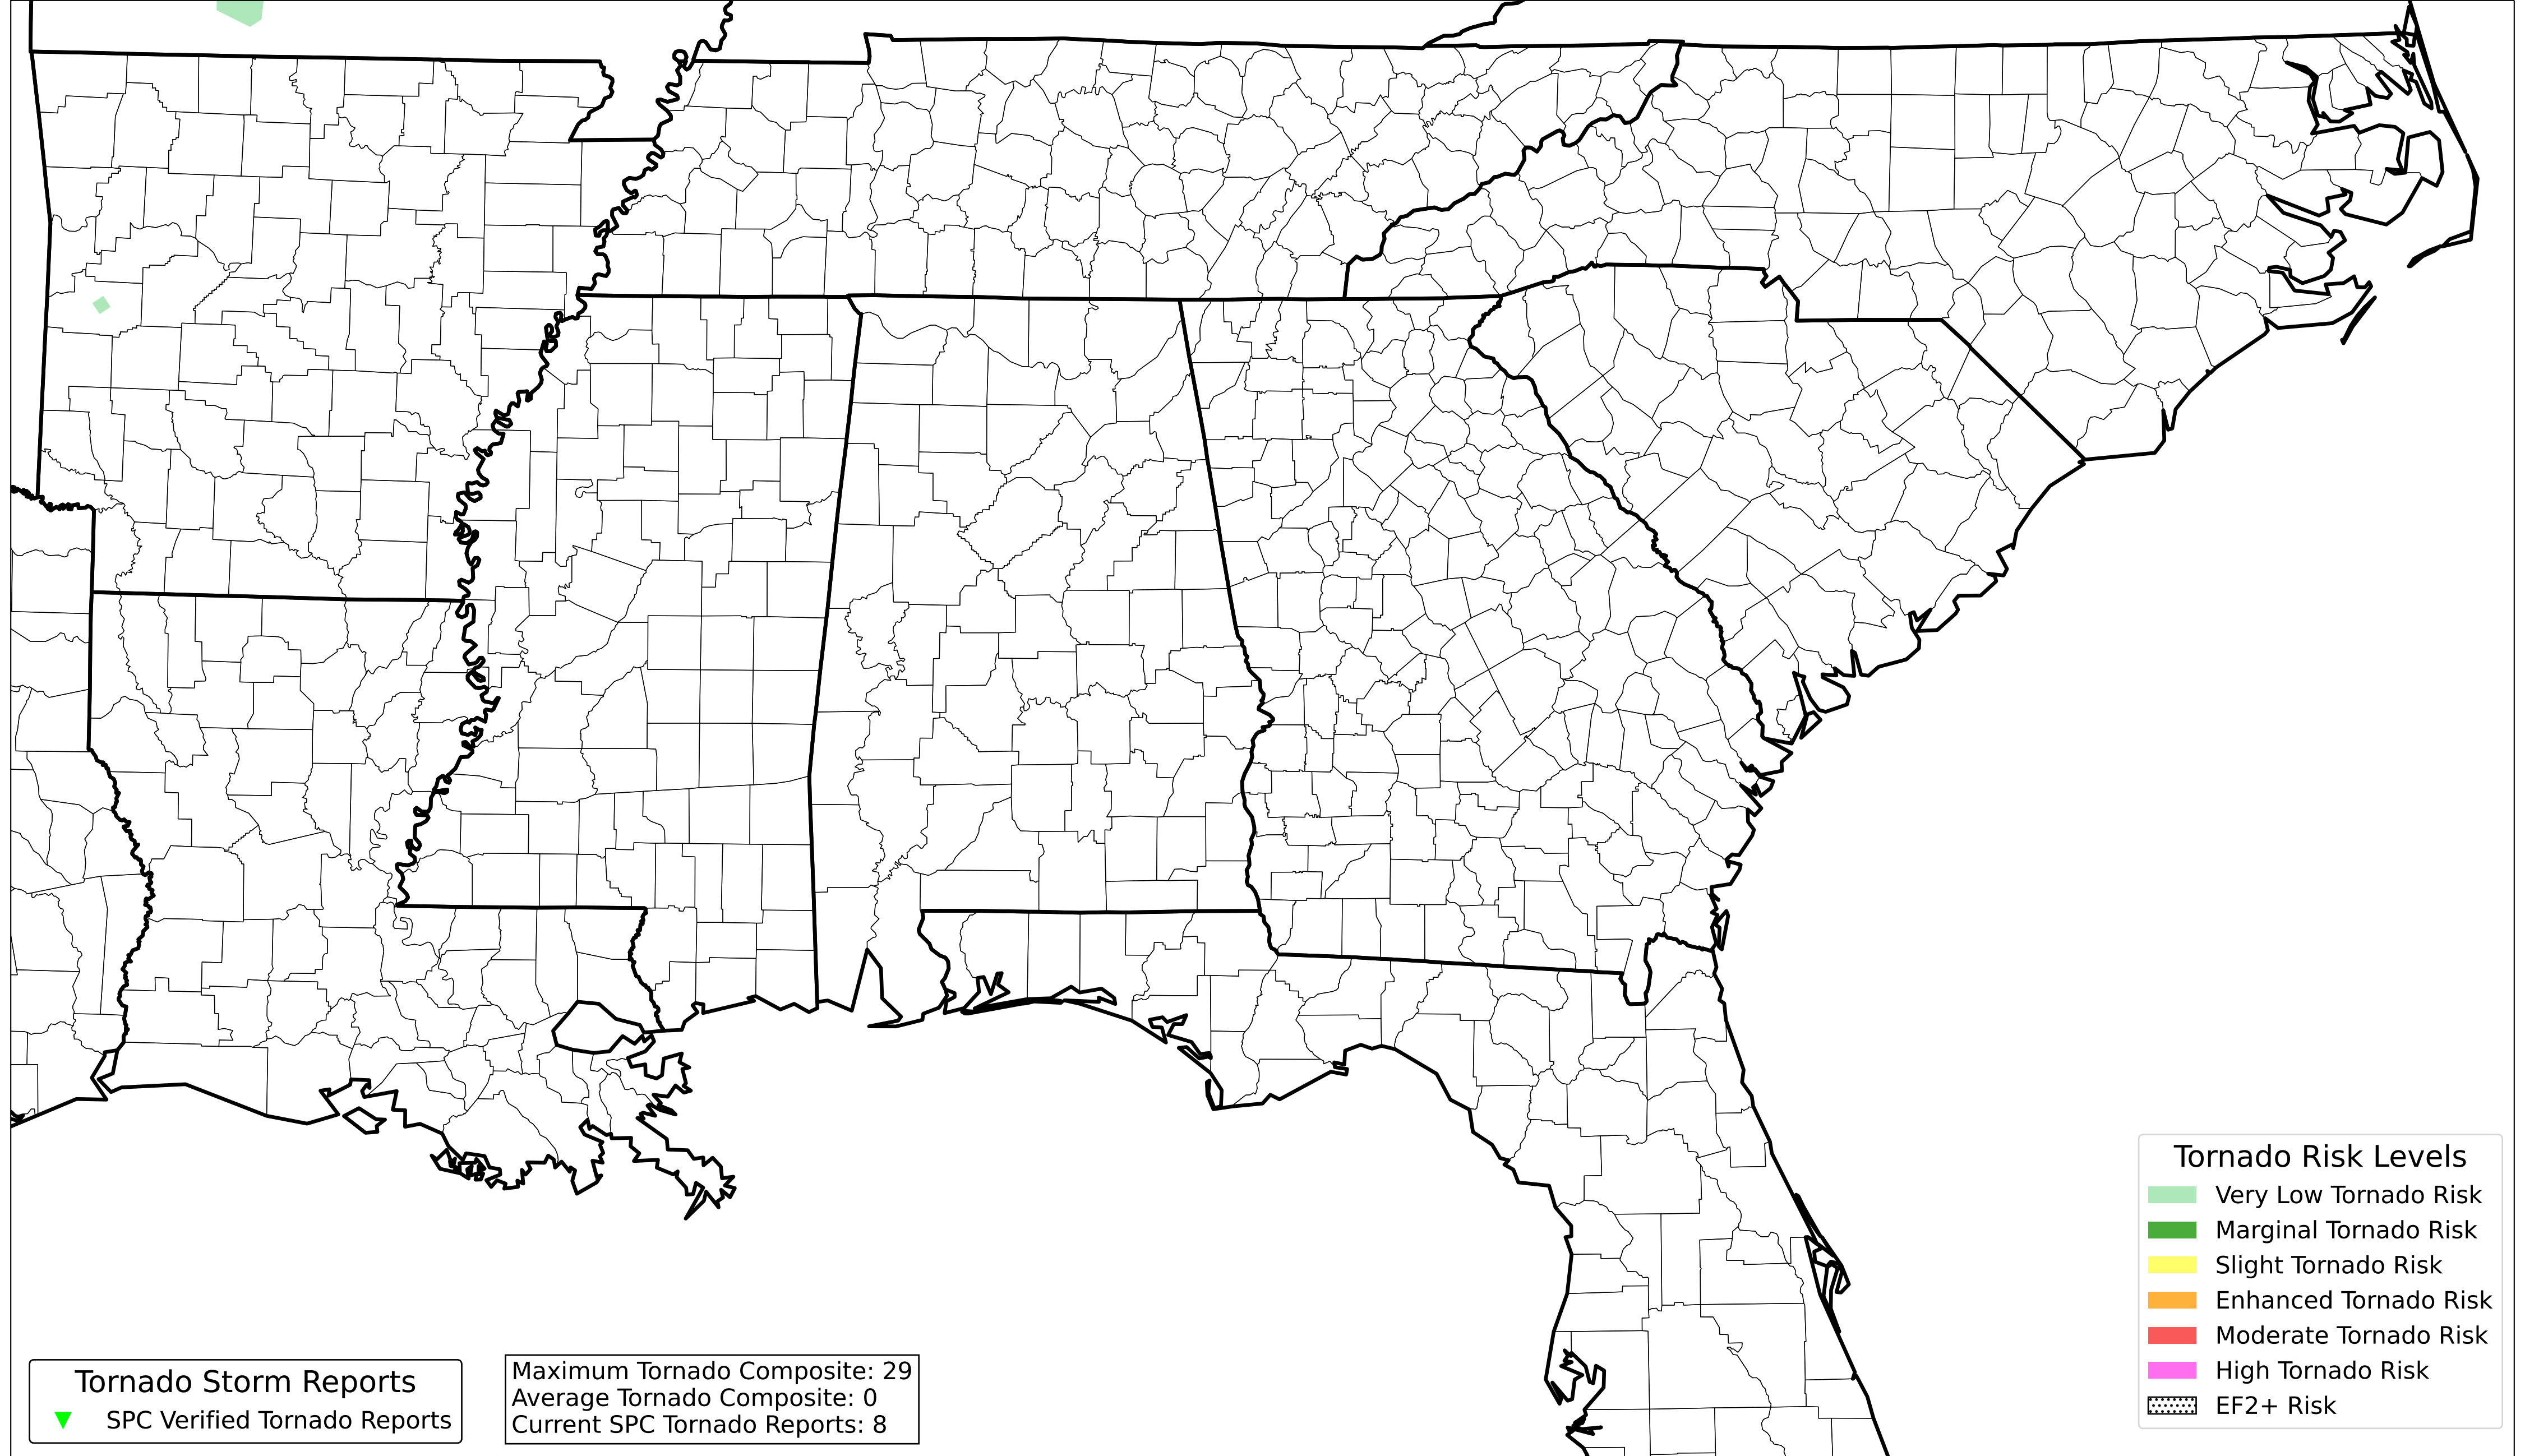 Tornado Storm Reports
SPC Verified Tornado Reports
Maximum Tornado Composite: 29
Average Tornado Composite: 0
Current SPC Tornado Reports: 8
Tornado Risk Levels
Very Low Tornado Risk
Marginal Tornado Risk
Slight Tornado Risk
Enhanced Tornado Risk
Moderate Tornado Risk
High Tornado Risk
EF2+ Risk